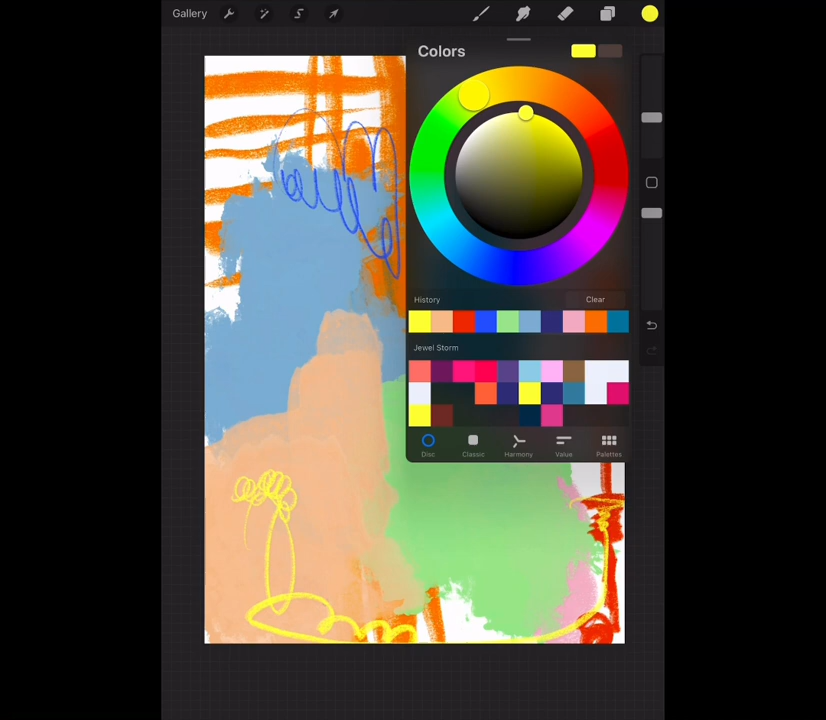 Gallery
Colors
History Clear
Jewel Storm
Disc Classic Harmony Value Palettes